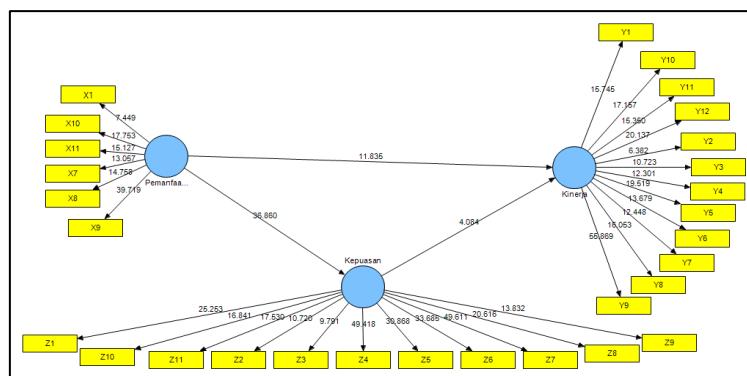 Y1
Y10
Y11
Y12
Y2
Y3
Y4
Y5
Y6
Y7
Y8
Y9
15.745
17.157
15.350
20.137
6.382
10.723
12.301
19.519
13.679
12.448
16.053
55.869
Kinerja
X1
X10
X11
X7
X8
X9
7.449
17.753
15.127
13.057
14.758
39.719
Pemanfaa...
11.835
36.860
4.084
Kepuasan
25.253
16.841
17.530
10.720
9.791
49.418
30.868
33.685
49.611
20.616
13.832
Z1
Z10
Z11
Z2
Z3
Z4
Z5
Z6
Z7
Z8
Z9